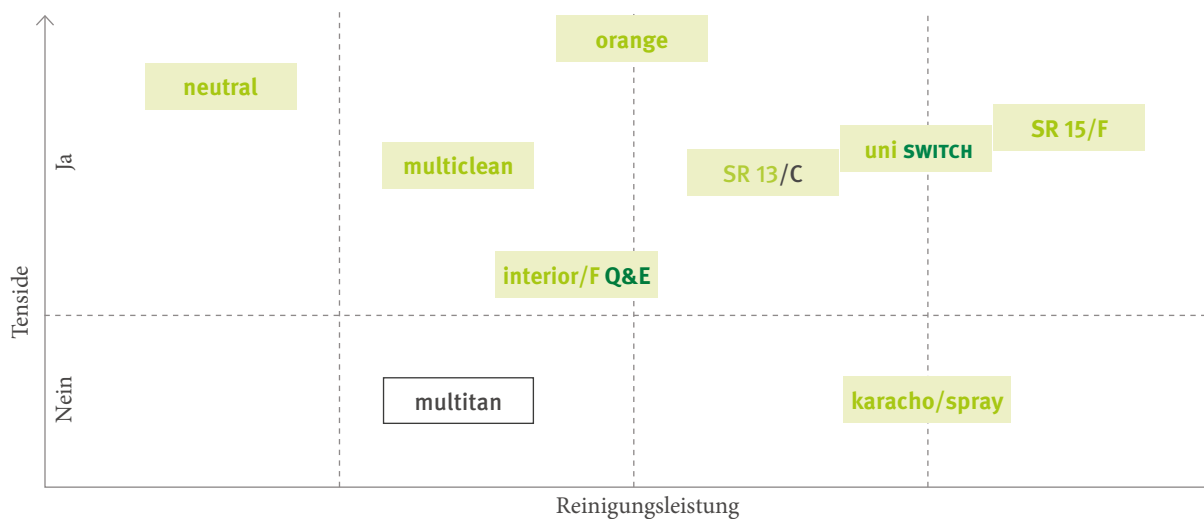 orange
neutral
SR 15/F
uni SWITCH
multiclean
SR 13/C
interior/F Q&E
multitan
karacho/spray
Ja
Tenside
Nein
Reinigungsleistung